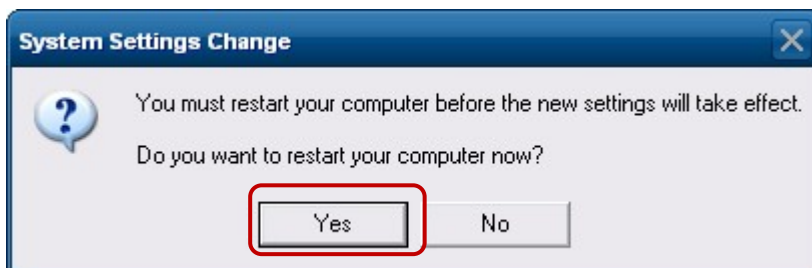 System Settings Change
You must restart your computer before the new settings will take effect.
Do you want to restart your computer now?
Yes No